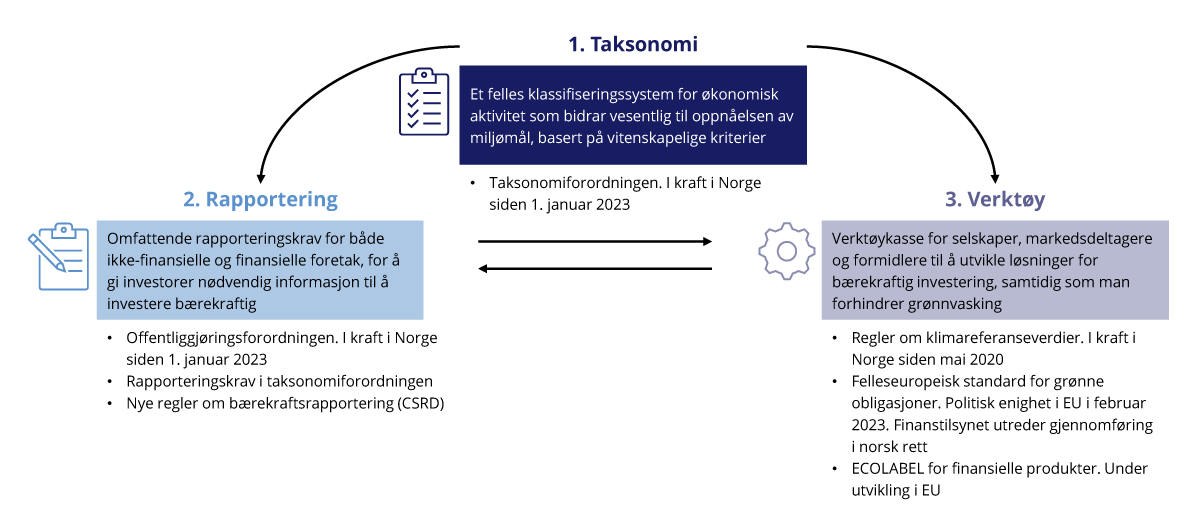 1. Taksonomi
Et felles klassifiseringssystem for økonomisk
aktivitet som bidrar vesentlig til oppnåelsen av
miljømål, basert på vitenskapelige kriterier
• Taksonomiforordningen. I kraft i Norge
siden 1. januar 2023
2. Rapportering
Omfattende rapporteringskrav for både
ikke-finansielle og finansielle foretak, for å
gi investorer nødvendig informasjon til å
investere bærekraftig
• Offentliggjøringsforordningen. I kraft i Norge
siden 1. januar 2023
• Rapporteringskrav i taksonomiforordningen
• Nye regler om bærekraftsrapportering (CSRD)
3. Verktøy
Verktøykasse for selskaper, markedsdeltagere
og formidlere til å utvikle løsninger for
bærekraftig investering, samtidig som man
forhindrer grønnvasking
• Regler om klimareferanseverdier. I kraft i
Norge siden mai 2020
• Felleseuropeisk standard for grønne
obligasjoner. Politisk enighet i EU i februar
2023. Finanstilsynet utreder gjennomføring
i norsk rett
• ECOLABEL for finansielle produkter. Under
utvikling i EU